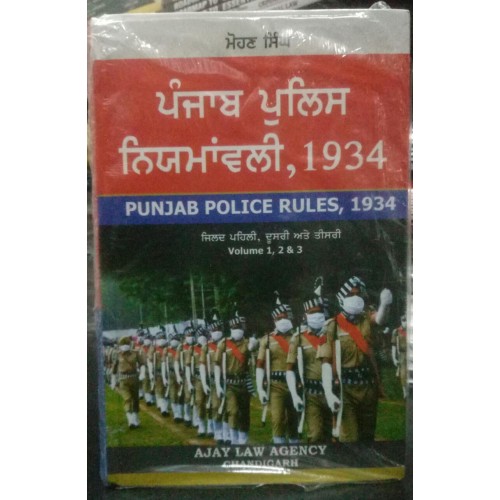 ਮੋਹਣ ਸਿੰਘ
ਪੰਜਾਬ ਪੁਲਿਸ
ਨਿਯਮਾਂਵਲੀ, 1934
PUNJAB POLICE RULES, 1934
ਜਿਲਦ ਪਹਿਲੀ, ਦੂਸਰੀ ਅਤੇ ਤੀਸਰੀ
Volume 1, 2 & 3
AJAY LAW AGENCY
CHANDIGARH